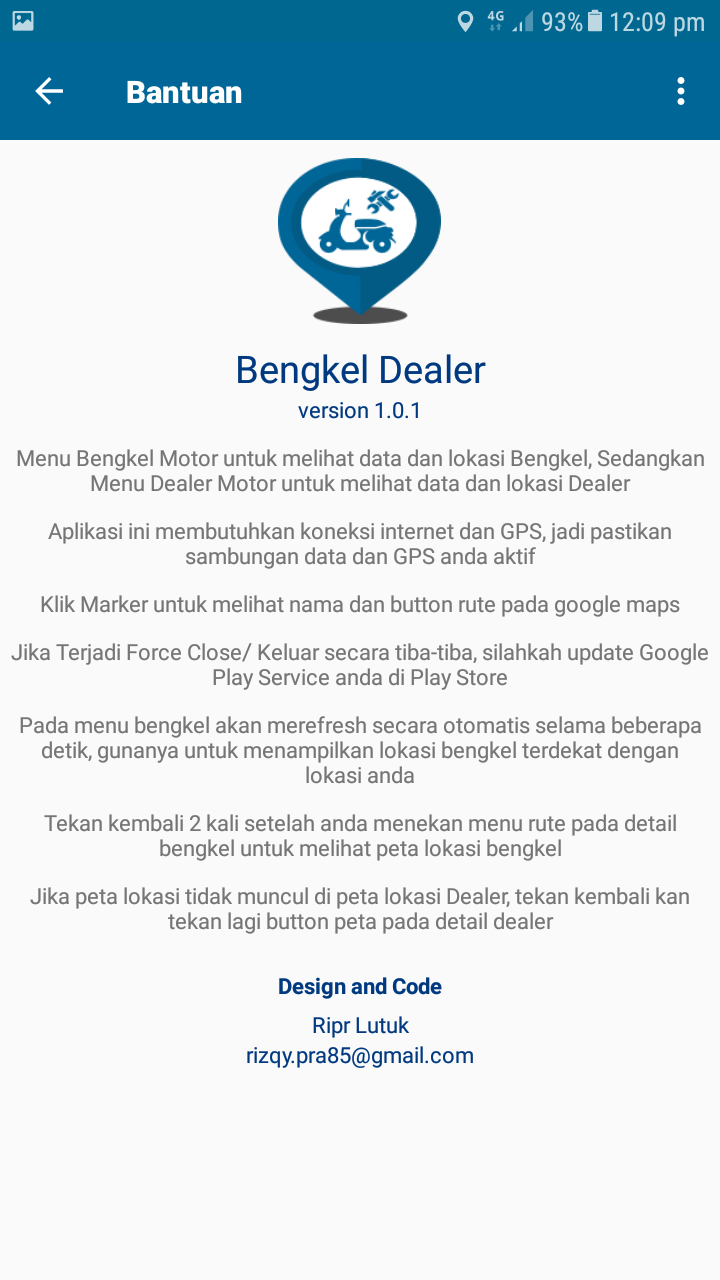 4G 93% 12:09 pm
Bantuan
Bengkel Dealer
version 1.0.1
Menu Bengkel Motor untuk melihat data dan lokasi Bengkel, Sedangkan
Menu Dealer Motor untuk melihat data dan lokasi Dealer
Aplikasi ini membutuhkan koneksi internet dan GPS, jadi pastikan
sambungan data dan GPS anda aktif
Klik Marker untuk melihat nama dan button rute pada google maps
Jika Terjadi Force Close/ Keluar secara tiba-tiba, silahkah update Google
Play Service anda di Play Store
Pada menu bengkel akan merefresh secara otomatis selama beberapa
detik, gunanya untuk menampilkan lokasi bengkel terdekat dengan
lokasi anda
Tekan kembali 2 kali setelah anda menekan menu rute pada detail
bengkel untuk melihat peta lokasi bengkel
Jika peta lokasi tidak muncul di peta lokasi Dealer, tekan kembali kan
tekan lagi button peta pada detail dealer
Design and Code
Ripr Lutuk
rizqy.pra85@gmail.com